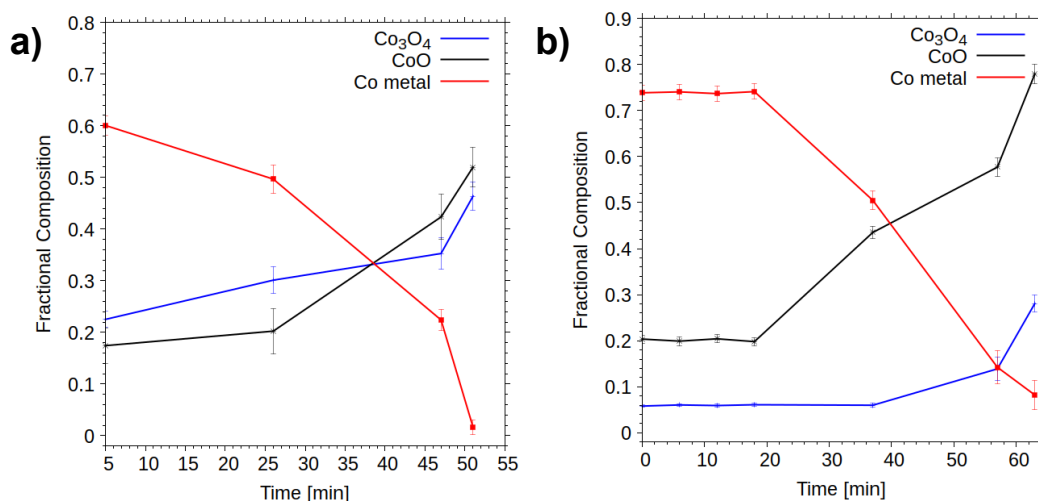 a)
0.8
0.7
0.6
0.5
0.4
0.3
0.2
0.1
0
Fractional Composition
Co3O4
CoO
Co metal
5 10 15 20 25 30 35 40 45 50 55
Time [min]
b)
0.9
0.8
0.7
0.6
0.5
0.4
0.3
0.2
0.1
0
Fractional Composition
Co3O4
CoO
Co metal
0 10 20 30 40 50 60
Time [min]